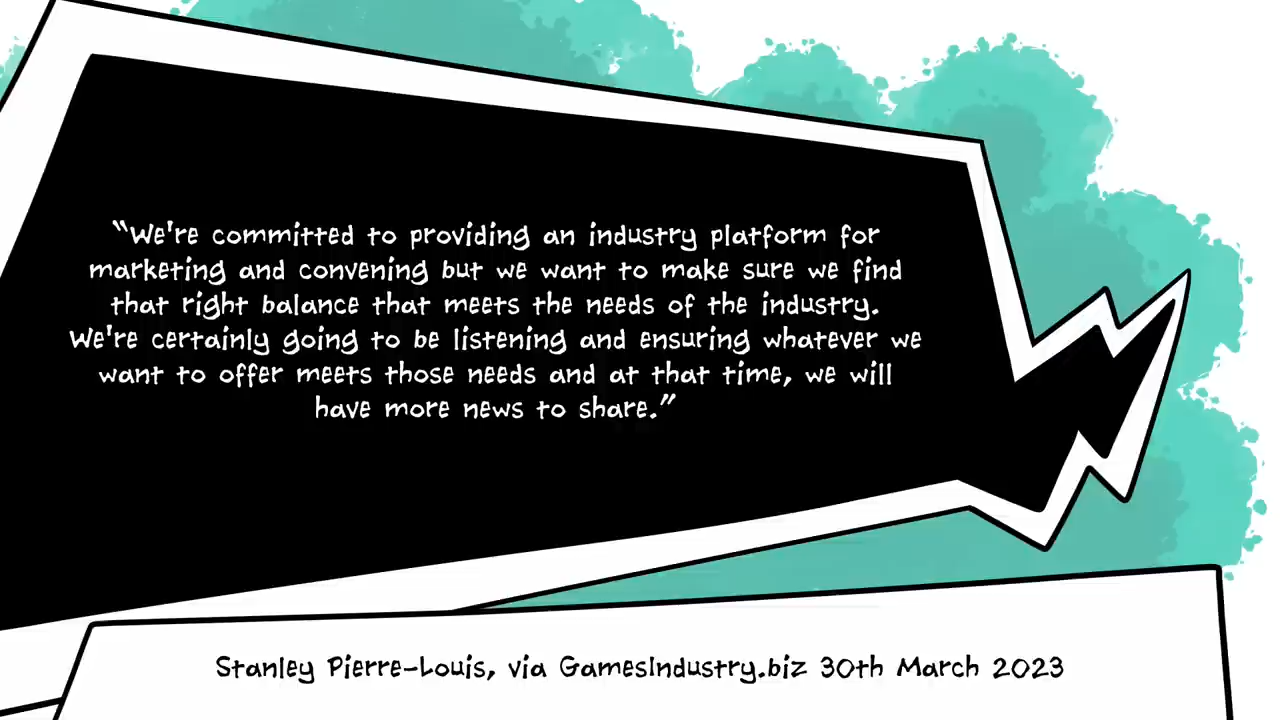 “We're committed to providing an industry platform for
marketing and convening but we want to make sure we find
that right balance that meets the needs of the industry.
We're certainly going to be listening and ensuring whatever we
want to offer meets those needs and at that time, we will
have more news to share.”
Stanley Pierre-Louis, via GamesIndustry.biz 30th March 2023